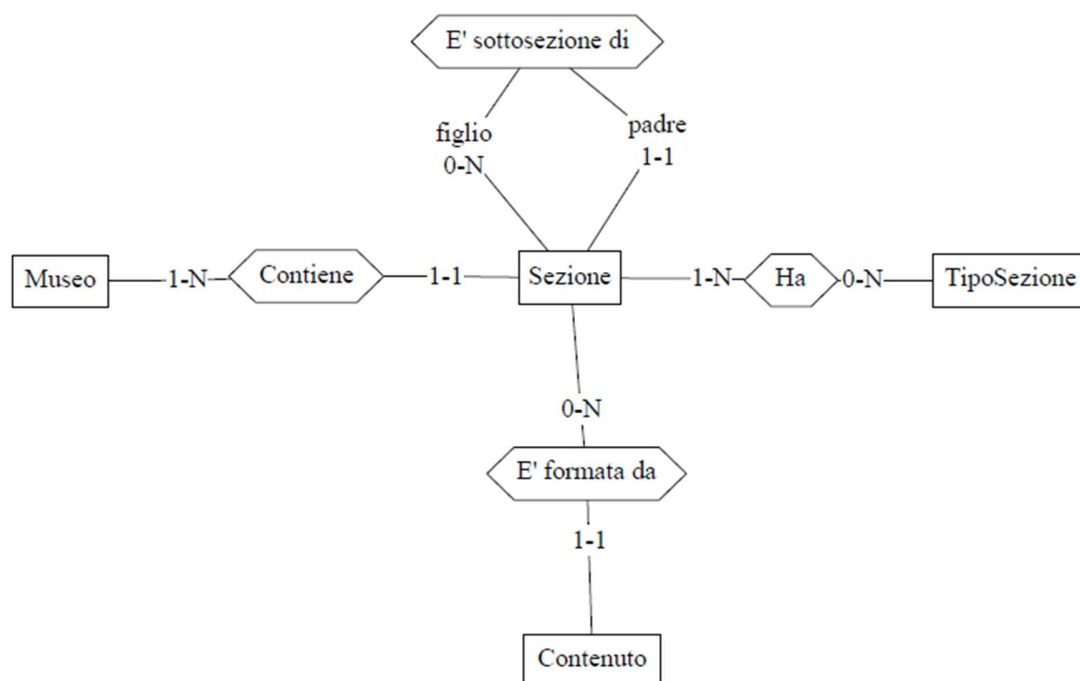 E' sottosezione di
figlio
0-N
padre
1-1
Museo
1-N
Contiene
1-1
Sezione
1-N
Ha
0-N
TipoSezione
0-N
E' formata da
1-1
Contenuto